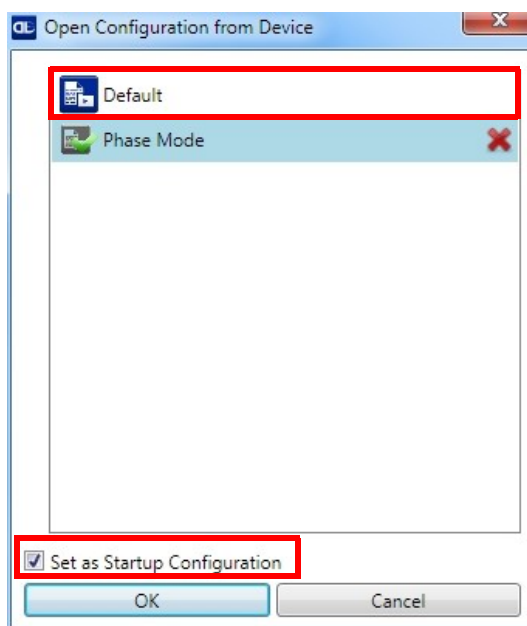 Open Configuration from Device
Default
Phase Mode
Set as Startup Configuration
OK
Cancel